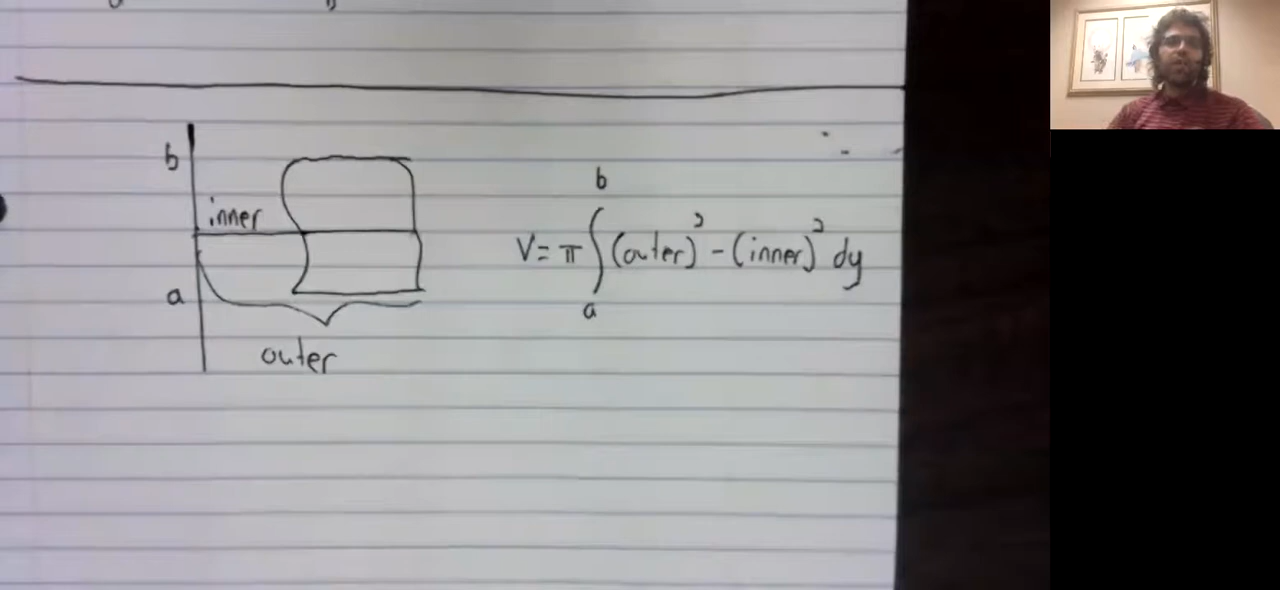 b
inner
a
outer
b
V = π∫(outer)² - (inner)² dy
a